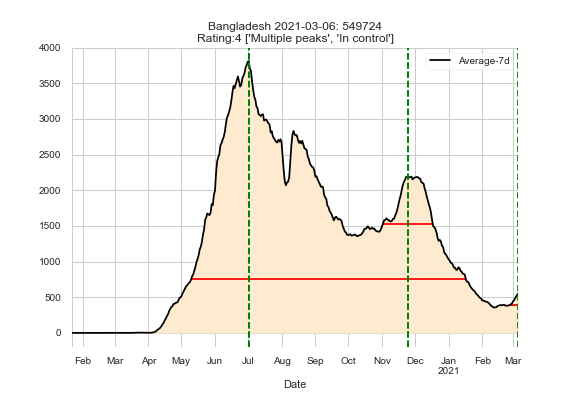 Bangladesh 2021-03-06: 549724
Rating:4 ['Multiple peaks', 'In control']
Average-7d
4000
3500
3000
2500
2000
1500
1000
500
0
Feb Mar Apr May Jun Jul Aug Sep Oct Nov Dec Jan Feb Mar
2021
Date